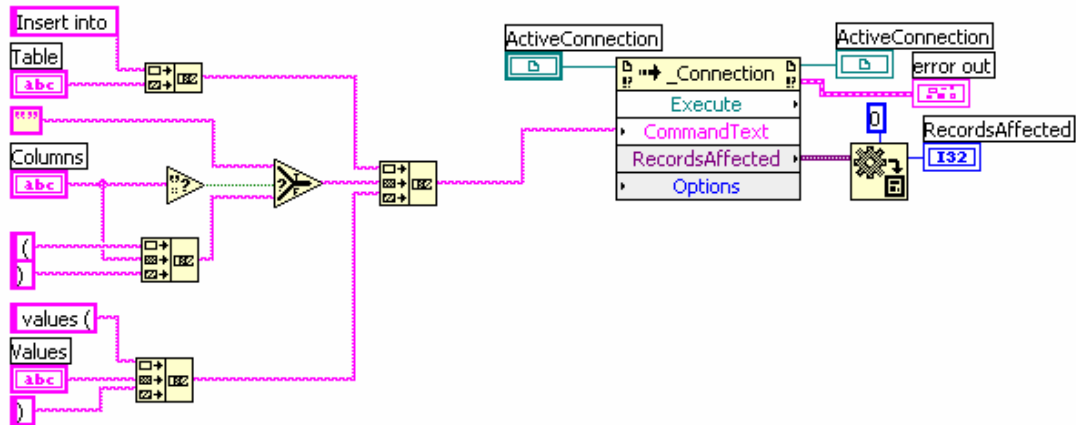 Insert into
Table
abc
""
Columns
abc
?
?
T
F
(
)
values (
Values
abc
)
ActiveConnection
_Connection
Execute
CommandText
RecordsAffected
Options
ActiveConnection
error out
0
RecordsAffected
I32